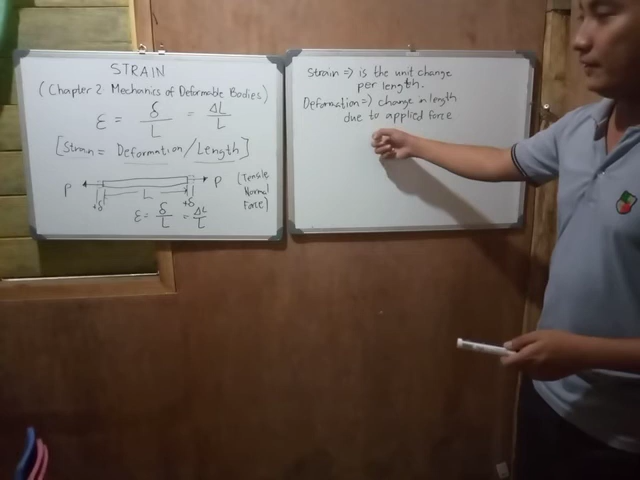 STRAIN
(Chapter 2: Mechanics of Deformable Bodies)
ε = δ/L = ΔL/L
[Strain = Deformation/Length]
P P (Tensile
L Normal
+δ +δ Force)
ε = δ/L = ΔL/L
Strain => is the unit change
per length.
Deformation => change in length
due to applied force